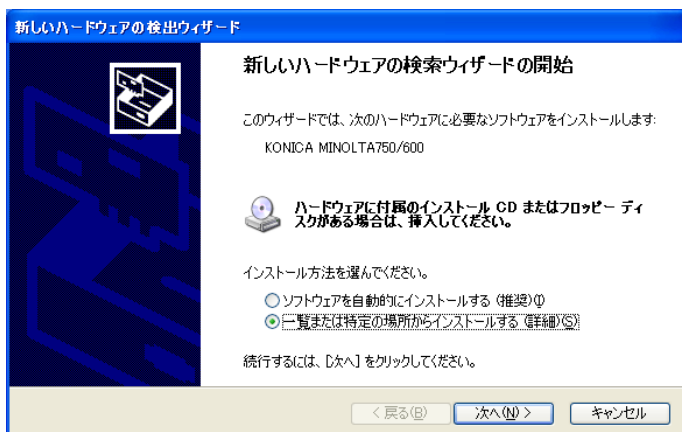 新しいハードウェアの検出ウィザード
新しいハードウェアの検索ウィザードの開始
このウィザードでは、次のハードウェアに必要なソフトウェアをインストールします:
KONICA MINOLTA750/600
ハードウェアに付属のインストール CD またはフロッピー ディ
スクがある場合は、挿入してください。
インストール方法を選んでください。
ソフトウェアを自動的にインストールする (推奨)(I)
一覧または特定の場所からインストールする (詳細)(S)
続行するには、[次へ] をクリックしてください。
< 戻る(B) 次へ(N) > キャンセル